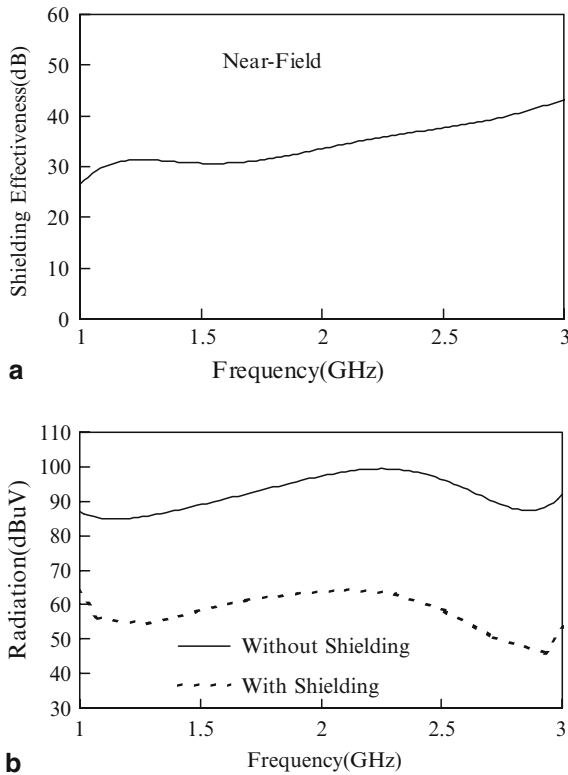 60
50
40
30
20
10
0
Shielding Effectiveness(dB)
Near-Field
1 1.5 2 2.5 3
Frequency(GHz)
a
110
100
90
80
70
60
50
40
30
Radiation(dBuV)
Without Shielding
With Shielding
1 1.5 2 2.5 3
Frequency(GHz)
b